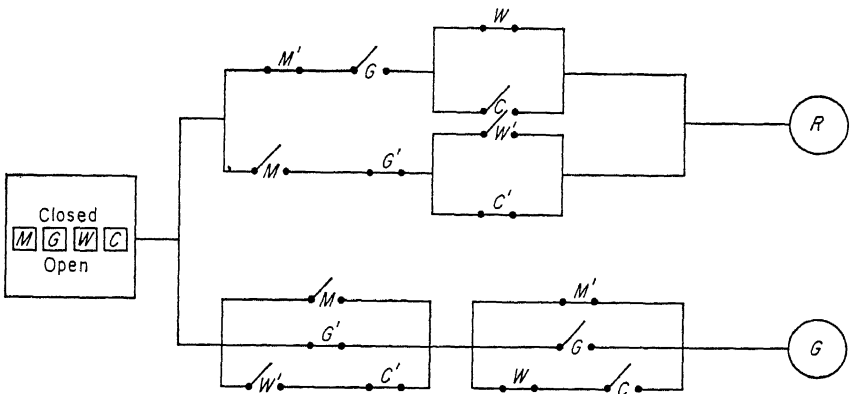 W
M' G
C
R
W'
M G'
C'
Closed
M G W C
Open
M M'
G' G G
W' C' W C